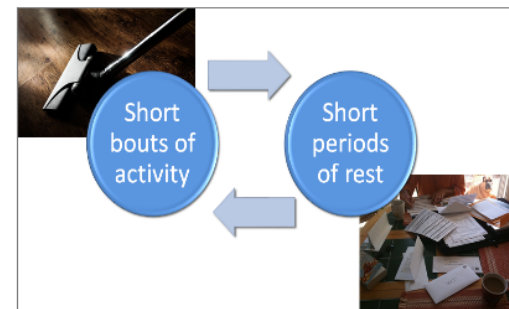 Short
bouts of
activity
Short
periods
of rest